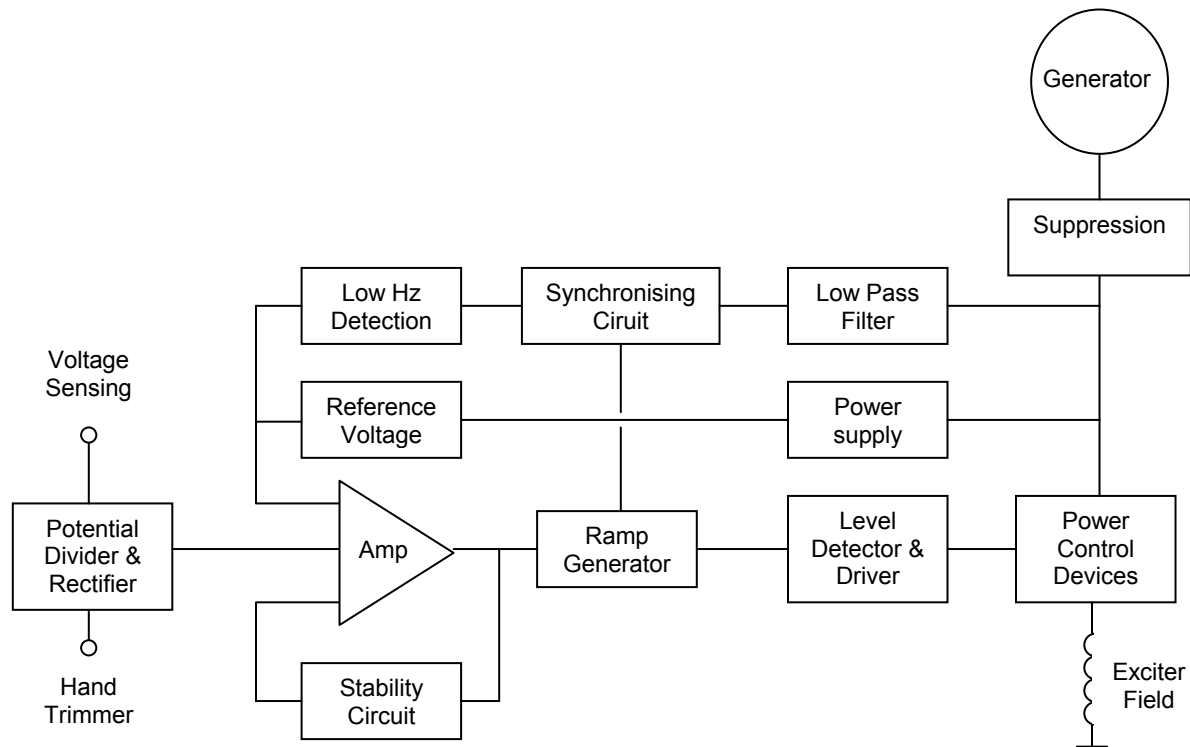 Generator
Suppression
Low Hz
Detection
Synchronising
Ciruit
Low Pass
Filter
Voltage
Sensing
Reference
Voltage
Power
supply
Potential
Divider &
Rectifier
Amp
Ramp
Generator
Level
Detector &
Driver
Power
Control
Devices
Hand
Trimmer
Stability
Circuit
Exciter
Field